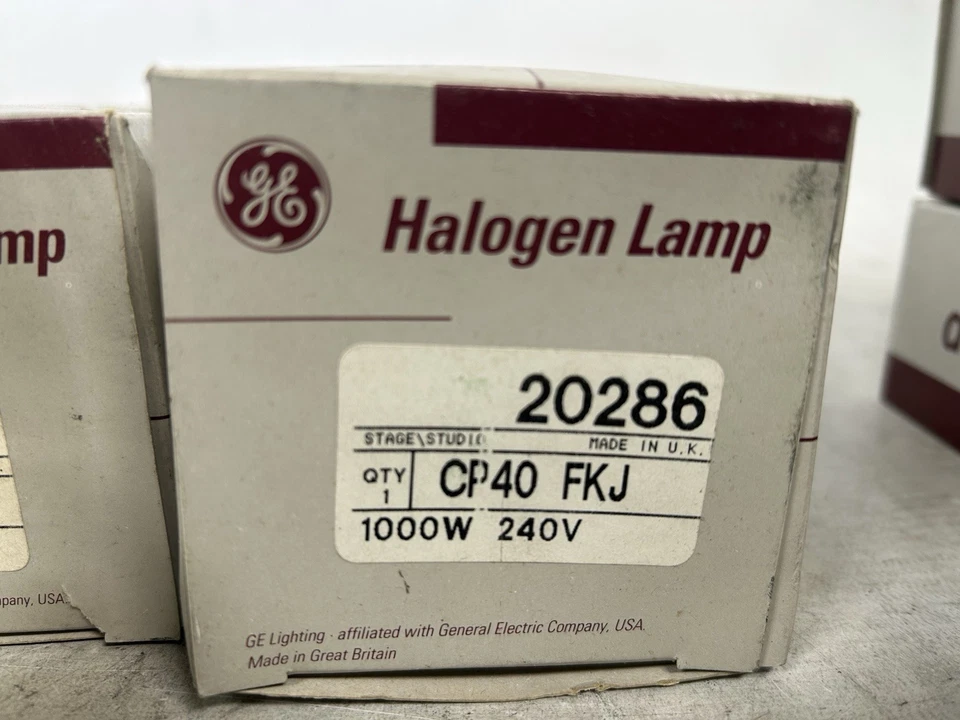 GE
Halogen Lamp
mp
20286
STAGE\STUDIO MADE IN U.K.
QTY 1 CP40 FKJ
1000W 240V
GE Lighting · affiliated with General Electric Company, USA.
Made in Great Britain
pany, USA.